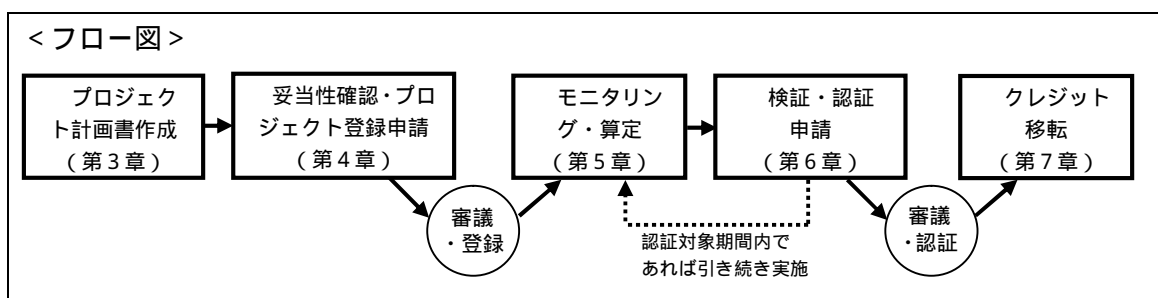 <フロー図>
プロジェク
ト計画書作成
(第3章)
妥当性確認・プロ
ジェクト登録申請
(第4章)
審議
・登録
モニタリン
グ・算定
(第5章)
検証・認証
申請
(第6章)
認証対象期間内で
あれば引き続き実施
審議
・認証
クレジット
移転
(第7章)